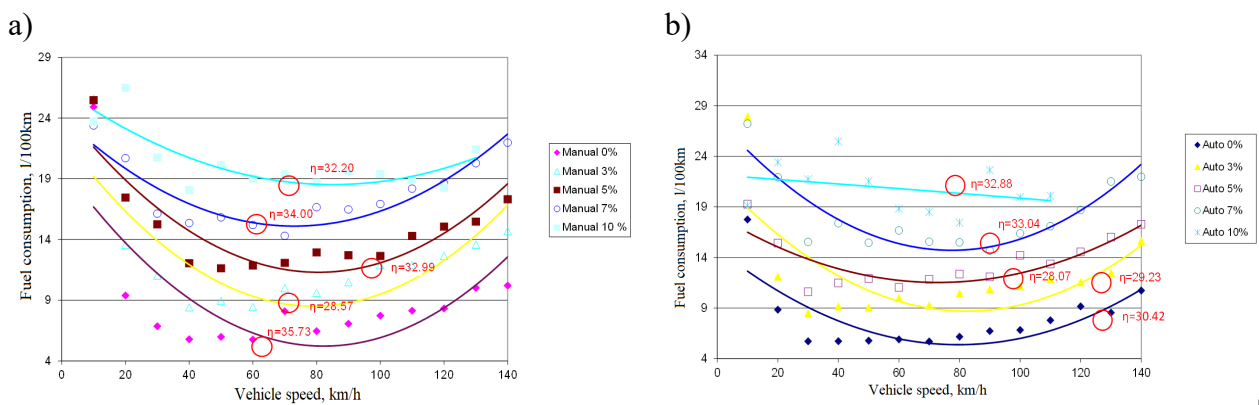 a)
Fuel consumption, l/100km
29
24
19
14
9
4
0
20
40
60
80
100
120
140
Vehicle speed, km/h
η=32.20
η=34.00
η=32.99
η=28.57
η=35.73
Manual 0%
Manual 3%
Manual 5%
Manual 7%
Manual 10 %
b)
Fuel consumption, l/100km
34
29
24
19
14
9
4
0
20
40
60
80
100
120
140
Vehicle speed, km/h
η=32.88
η=33.04
η=28.07
η=29.23
η=30.42
Auto 0%
Auto 3%
Auto 5%
Auto 7%
Auto 10%